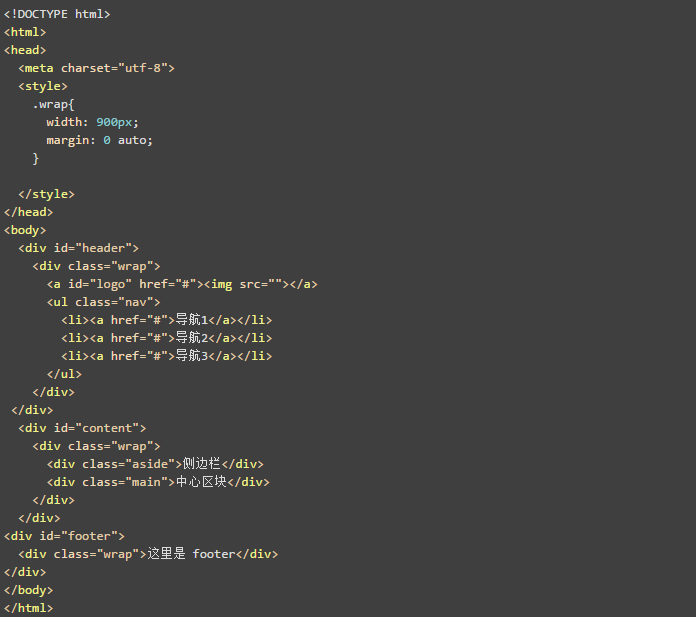 <!DOCTYPE html>
<html>
<head>
  <meta charset="utf-8">
  <style>
    .wrap{
      width: 900px;
      margin: 0 auto;
    }

  </style>
</head>
<body>
  <div id="header">
    <div class="wrap">
      <a id="logo" href="#"><img src=""></a>
      <ul class="nav">
        <li><a href="#">导航1</a></li>
        <li><a href="#">导航2</a></li>
        <li><a href="#">导航3</a></li>
      </ul>
    </div>
 </div>
  <div id="content">
    <div class="wrap">
      <div class="aside">侧边栏</div>
      <div class="main">中心区块</div>
    </div>
  </div>
<div id="footer">
  <div class="wrap">这里是 footer</div>
</div>
</body>
</html>